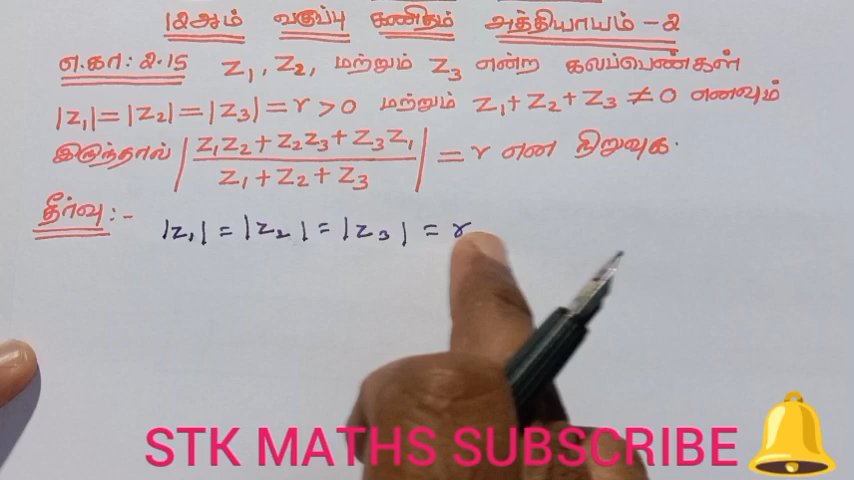 12ஆம் வகுப்பு கணிதம் அத்தியாயம் -2
எ.கா: 2.15 Z₁, Z₂, மற்றும் Z₃ என்ற கலப்பெண்கள்
|Z₁| = |Z₂| = |Z₃| = r > 0 மற்றும் Z₁ + Z₂ + Z₃ ≠ 0 எனவும்
இருந்தால் |(Z₁Z₂ + Z₂Z₃ + Z₃Z₁) / (Z₁ + Z₂ + Z₃)| = r என நிறுவுக.
தீர்வு :-
|Z₁| = |Z₂| = |Z₃| = r
STK MATHS SUBSCRIBE